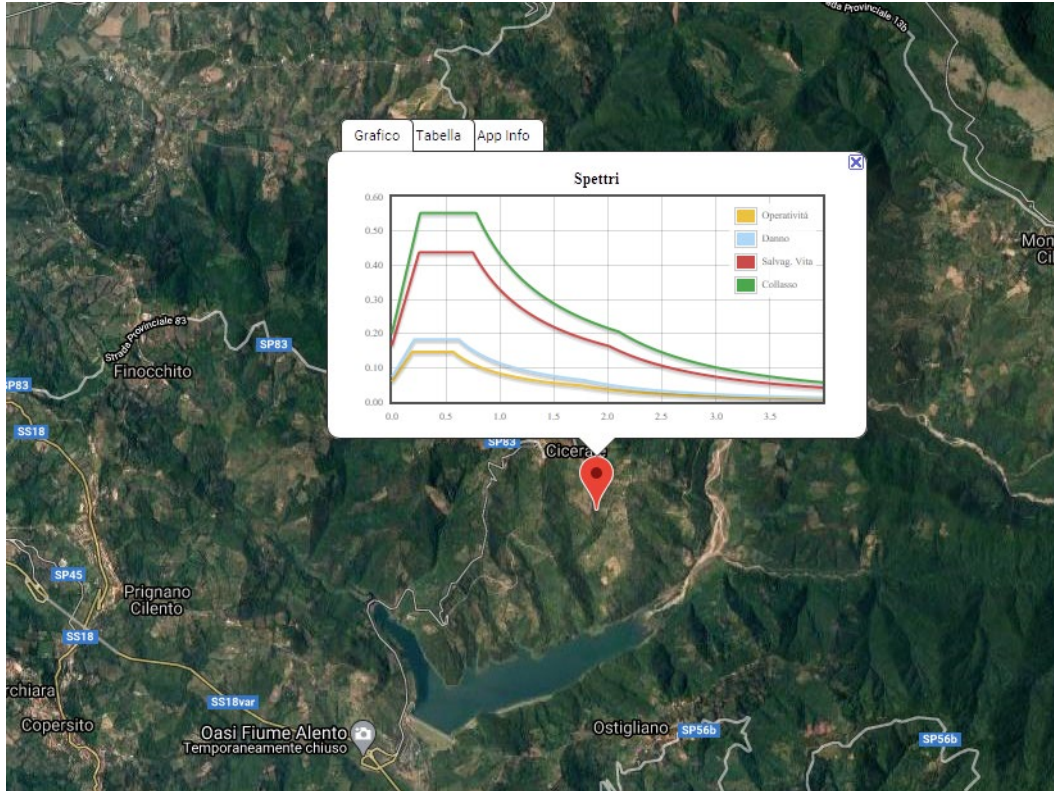 Strada Provinciale 13b
Grafico
Tabella
App Info
Spettri
0.60
0.50
0.40
0.30
0.20
0.10
0.00
0.0
0.5
1.0
1.5
2.0
2.5
3.0
3.5
Operatività
Danno
Salvag. Vita
Collasso
Mon
Ci
Strada Provinciale 83
SP83
Finocchito
SP83
SS18
SP83
SP45
Prignano
Cilento
SS18
SS18var
rchiara
Copersito
Oasi Fiume Alento
Temporaneamente chiuso
Ostigliano
SP56b
SP56b